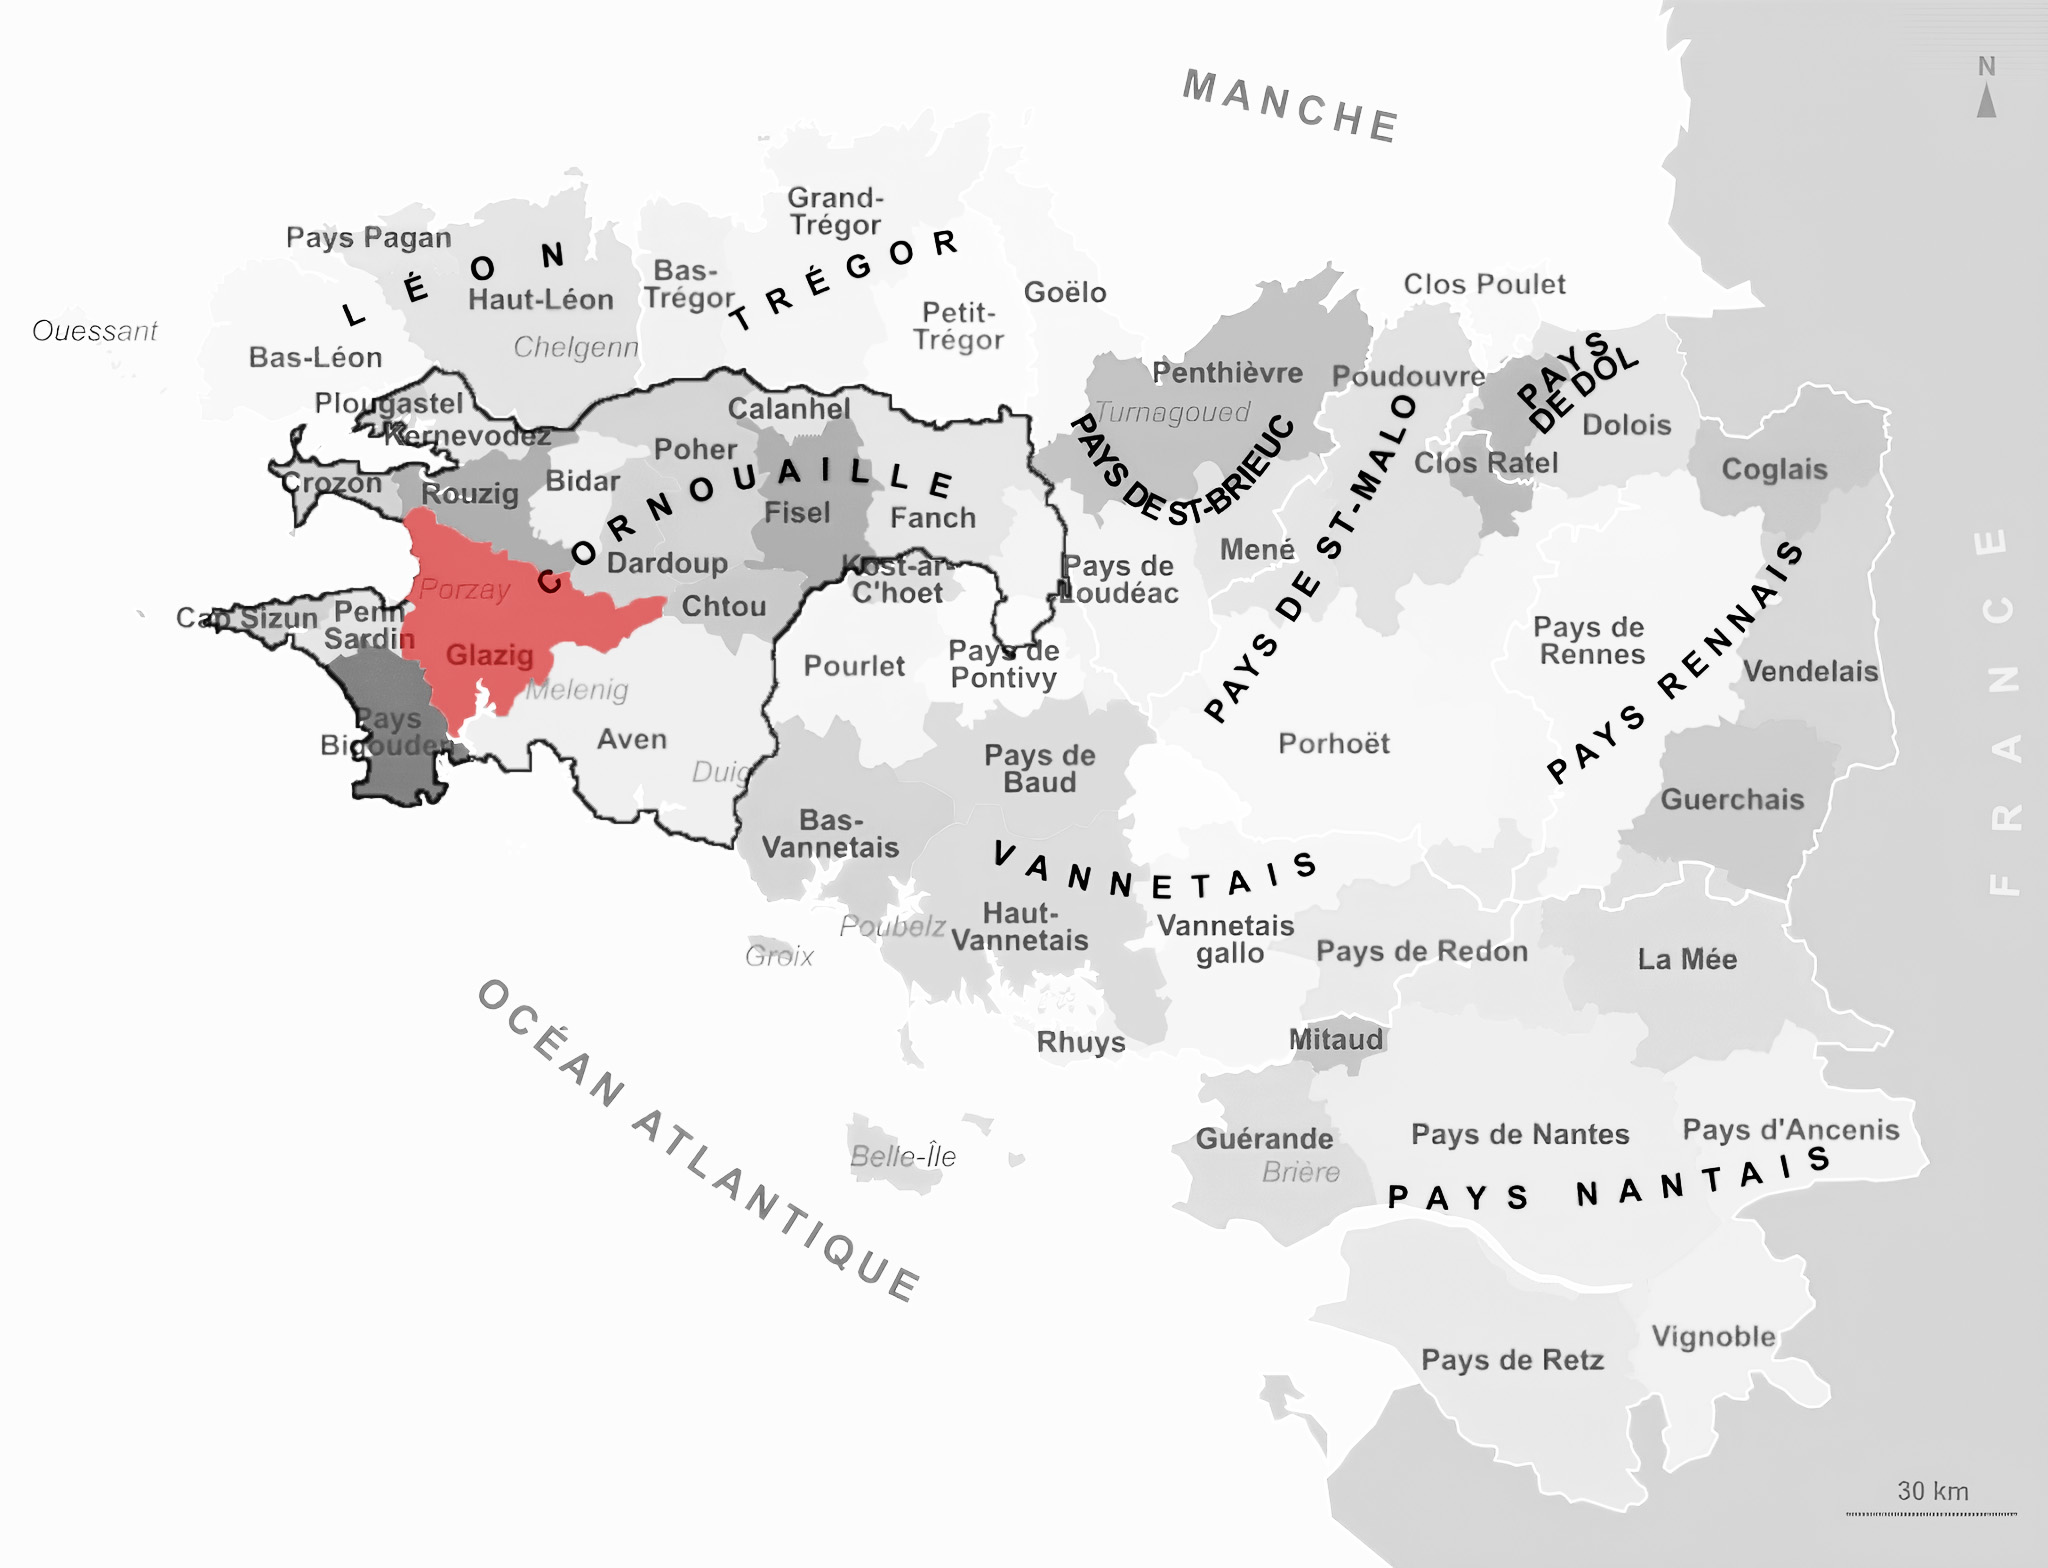 MANCHE
N
Grand-
Trégor
Pays Pagan
LÉON
TRÉGOR
Bas-
Trégor
Haut-Léon
Goëlo
Clos Poulet
Petit-
Trégor
Ouessant
Chelgenn
Bas-Léon
Penthièvre
Poudouvre
PAYS
DE DOL
Plougastel
Calanhel
Turnagoued
Dolois
Kernevodez
Poher
PAYS DE ST-BRIEUC
PAYS DE ST-MALO
Clos Ratel
Coglais
Crozon
Rouzig
Bidar
CORNOUAILLE
Fisel
Fanch
Mené
Dardoup
Kost-ar-
C'hoet
Pays de
Loudéac
Porzay
Chtou
Cap Sizun
Penn
Sardin
Glazig
Pourlet
Pays de
Pontivy
Pays de
Rennes
PAYS RENNAIS
Vendelais
FRANCE
Melenig
Pays
Bigouden
Aven
Duig
Pays de
Baud
Porhoët
Guerchais
Bas-
Vannetais
VANNETAIS
Poubelz
Haut-
Vannetais
Vannetais
gallo
Pays de Redon
La Mée
Groix
OCÉAN ATLANTIQUE
Rhuys
Mitaud
Belle-Île
Guérande
Brière
Pays de Nantes
Pays d'Ancenis
PAYS NANTAIS
Vignoble
Pays de Retz
30 km